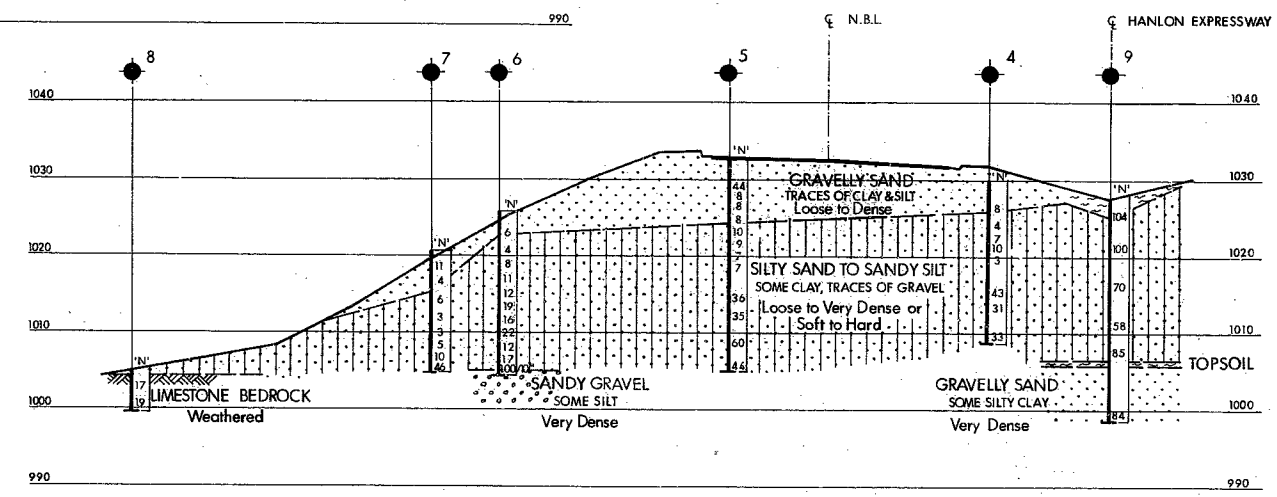 990
℄ N.B.L.
℄ HANLON EXPRESSWAY
8
7
6
5
4
9
1040
1040
'N'
GRAVELLY SAND
TRACES OF CLAY & SILT
Loose to Dense
44
8
8
8
10
9
7
7
36
35
60
44
'N'
8
4
7
10
3
43
31
33
'N'
104
100
70
58
85
84
1030
1030
'N'
6
4
8
11
12
19
16
22
12
17
100/10"
'N'
11
4
6
3
3
5
10
46
1020
1020
SILTY SAND TO SANDY SILT
SOME CLAY, TRACES OF GRAVEL
Loose to Very Dense or
Soft to Hard
1010
1010
'N'
17
19
TOPSOIL
LIMESTONE BEDROCK
Weathered
SANDY GRAVEL
SOME SILT
Very Dense
GRAVELLY SAND
SOME SILTY CLAY
Very Dense
1000
1000
990
990